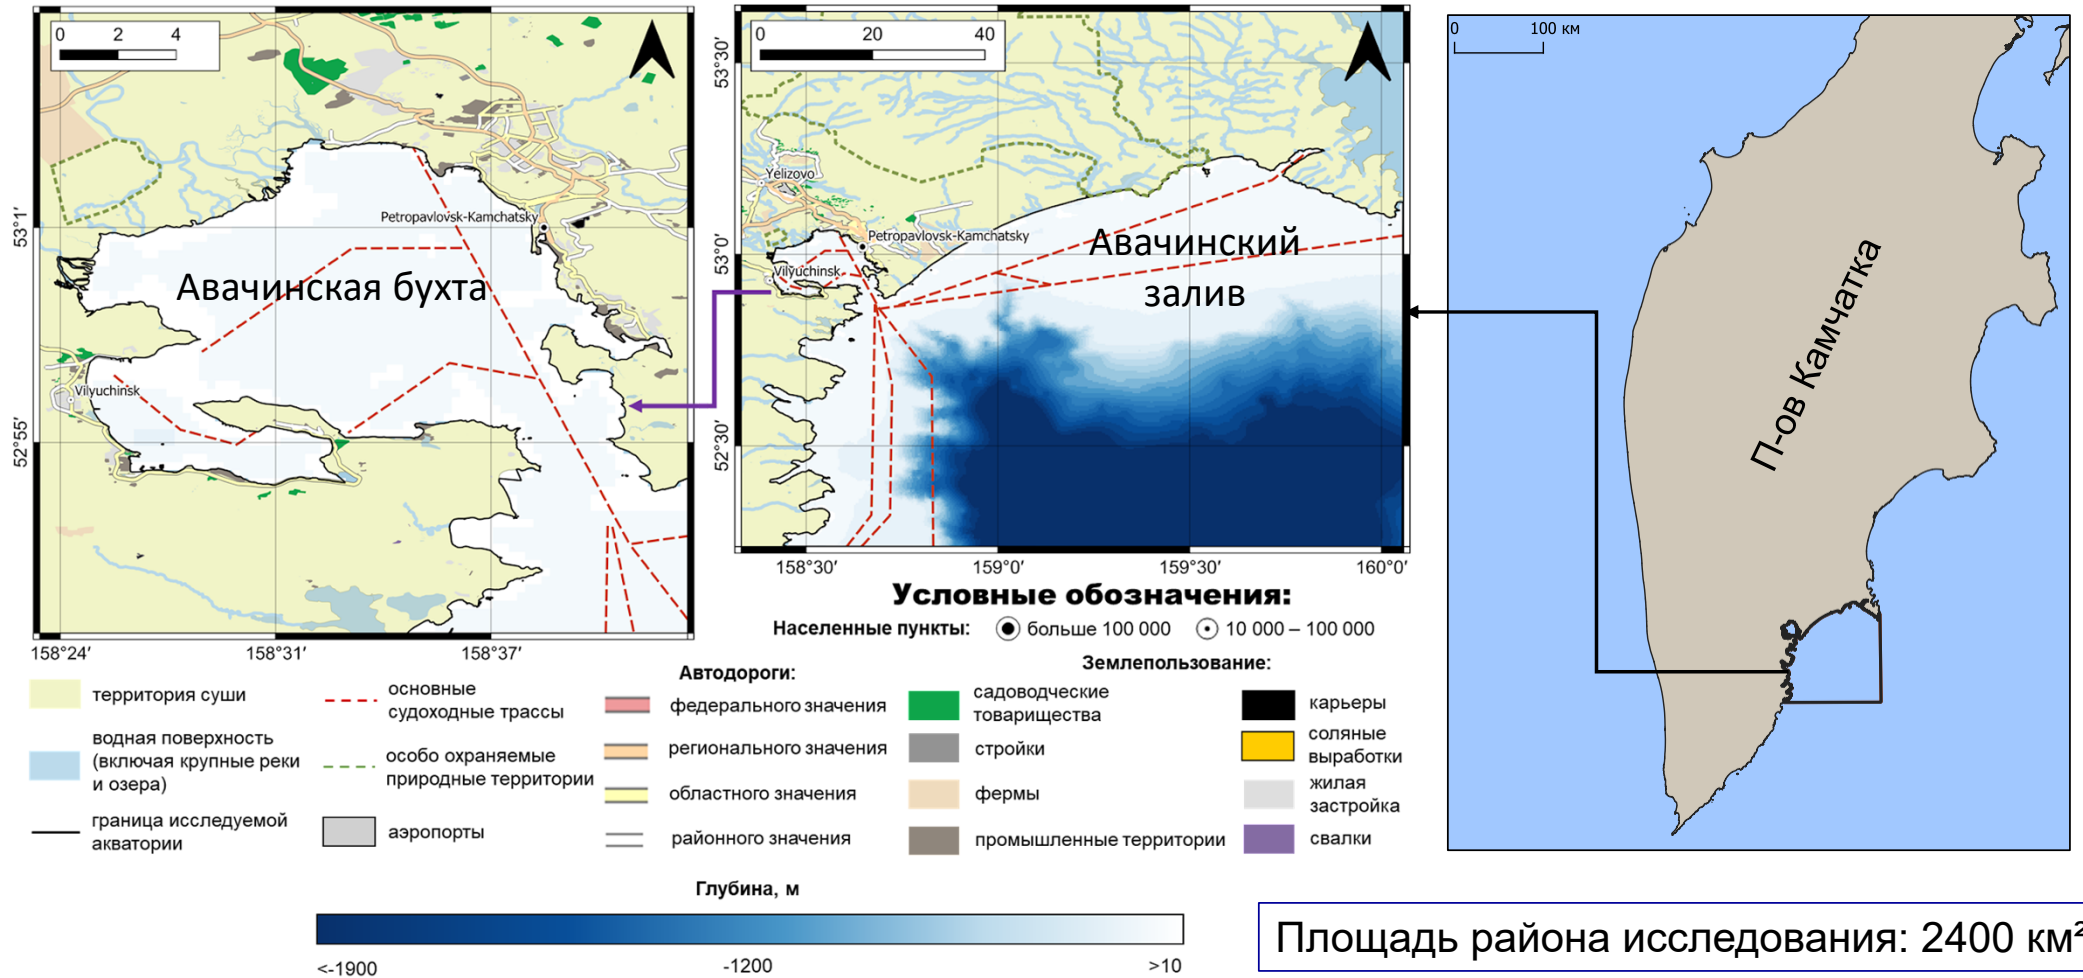 0 2 4
Petropavlovsk-Kamchatsky
Авачинская бухта
Vilyuchinsk
53°1′
52°55′
158°24′ 158°31′ 158°37′
0 20 40
Yelizovo
Petropavlovsk-Kamchatsky
Vilyuchinsk
Авачинский
залив
53°30′
53°0′
52°30′
158°30′ 159°0′ 159°30′ 160°0′
0 100 км
П-ов Камчатка
Условные обозначения:
Населенные пункты: больше 100 000 10 000 – 100 000
территория суши
водная поверхность
(включая крупные реки
и озера)
граница исследуемой
акватории
основные
судоходные трассы
особо охраняемые
природные территории
аэропорты
Автодороги:
федерального значения
регионального значения
областного значения
районного значения
Землепользование:
садоводческие
товарищества
стройки
фермы
промышленные территории
карьеры
соляные
выработки
жилая
застройка
свалки
Глубина, м
<-1900 -1200 >10
Площадь района исследования: 2400 км²